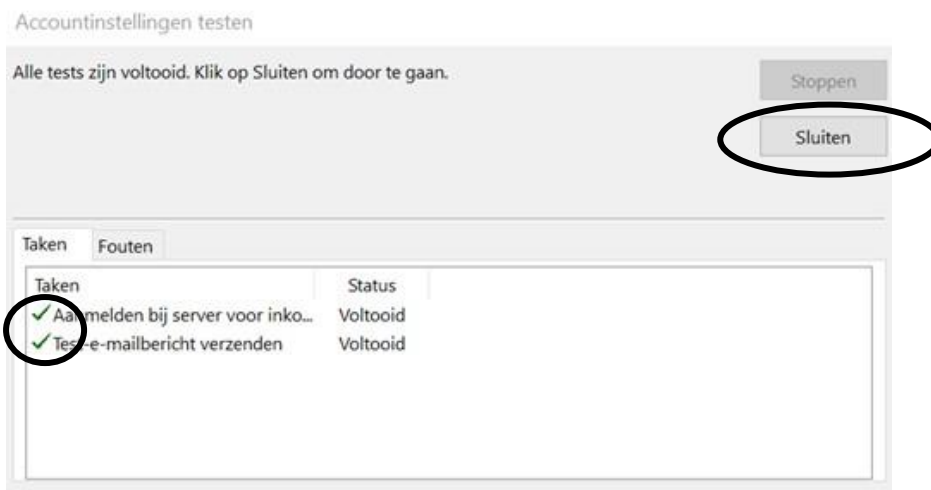 Accountinstellingen testen
Alle tests zijn voltooid. Klik op Sluiten om door te gaan.
Stoppen
Sluiten
Taken Fouten
Taken Status
Aanmelden bij server voor inko... Voltooid
Test-e-mailbericht verzenden Voltooid